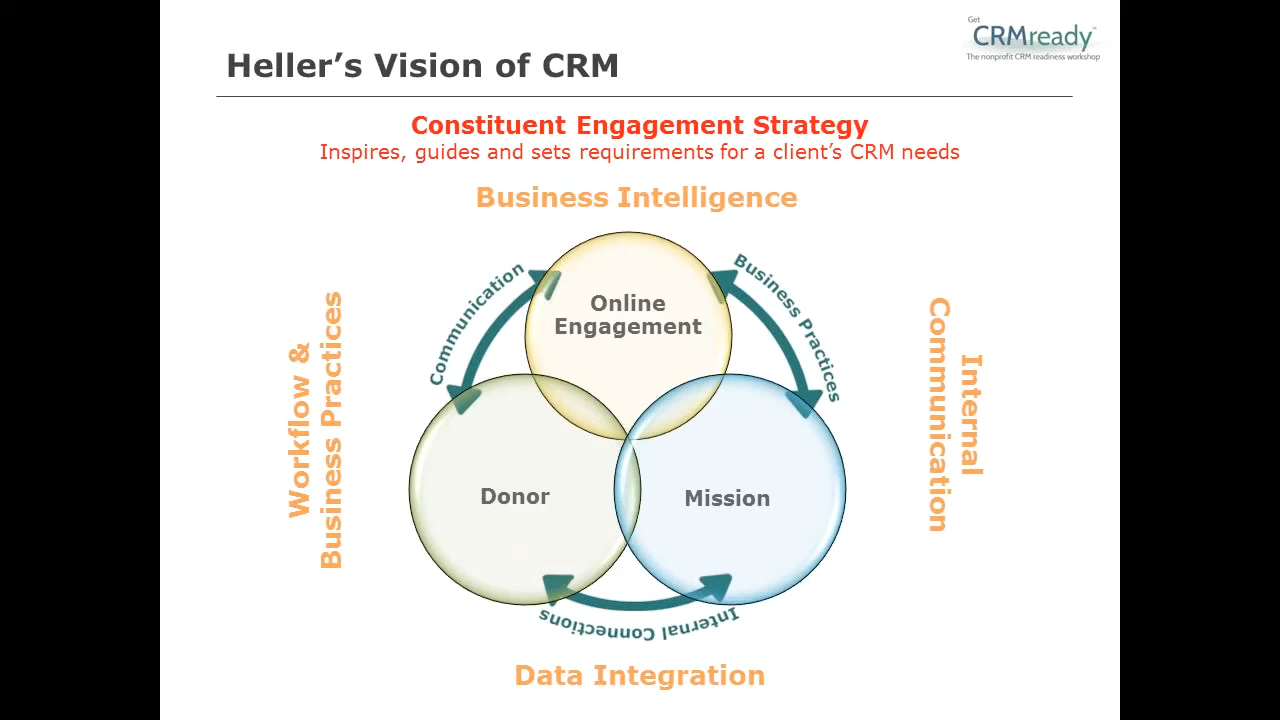 Get
CRMready™
The nonprofit CRM readiness workshop
Heller’s Vision of CRM
Constituent Engagement Strategy
Inspires, guides and sets requirements for a client’s CRM needs
Business Intelligence
Communication
Business Practices
Online
Engagement
Workflow &
Business Practices
Internal
Communication
Donor
Mission
Internal Connections
Data Integration